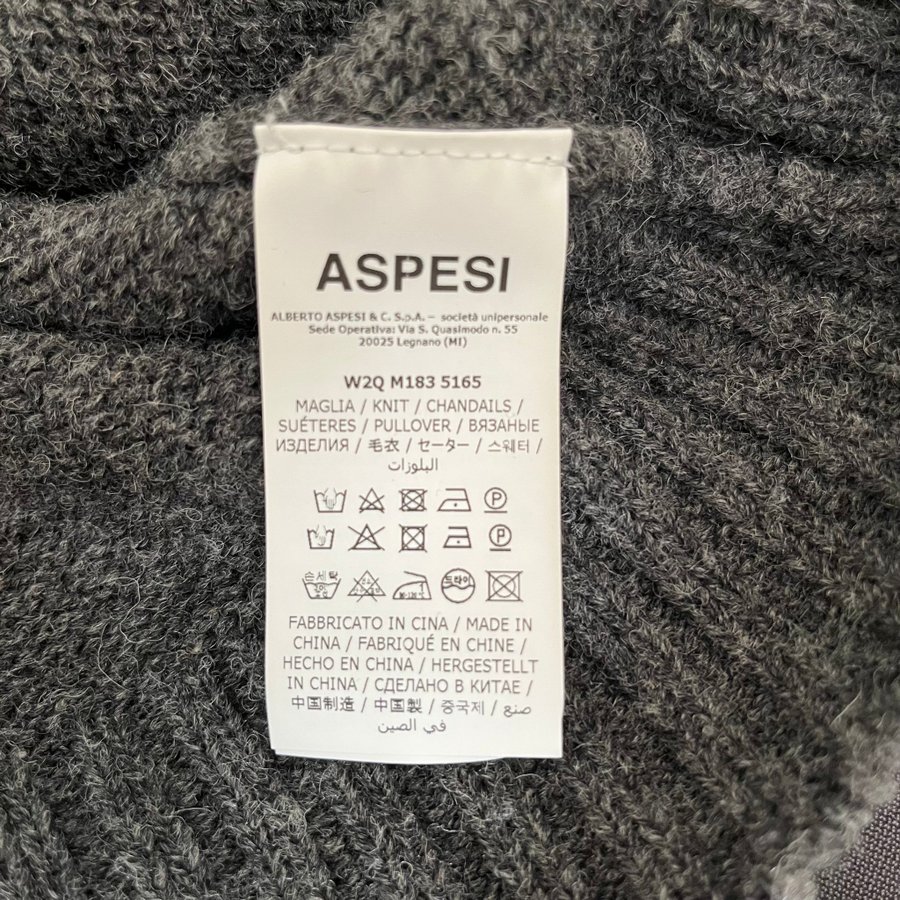 ASPESI
ALBERTO ASPESI & C. S.p.A. – società unipersonale
Sede Operativa: Via S. Quasimodo n. 55
20025 Legnano (MI)
W2Q M183 5165
MAGLIA / KNIT / CHANDAILS /
SUÉTERES / PULLOVER / ВЯЗАНЫЕ
ИЗДЕЛИЯ / 毛衣 / セーター / 스웨터 /
البلوزات
P
P
손세탁 드라이
FABBRICATO IN CINA / MADE IN
CHINA / FABRIQUÉ EN CHINE /
HECHO EN CHINA / HERGESTELLT
IN CHINA / СДЕЛАНО В КИТАЕ /
中国制造 / 中国製 / 중국제 / صنع
في الصين